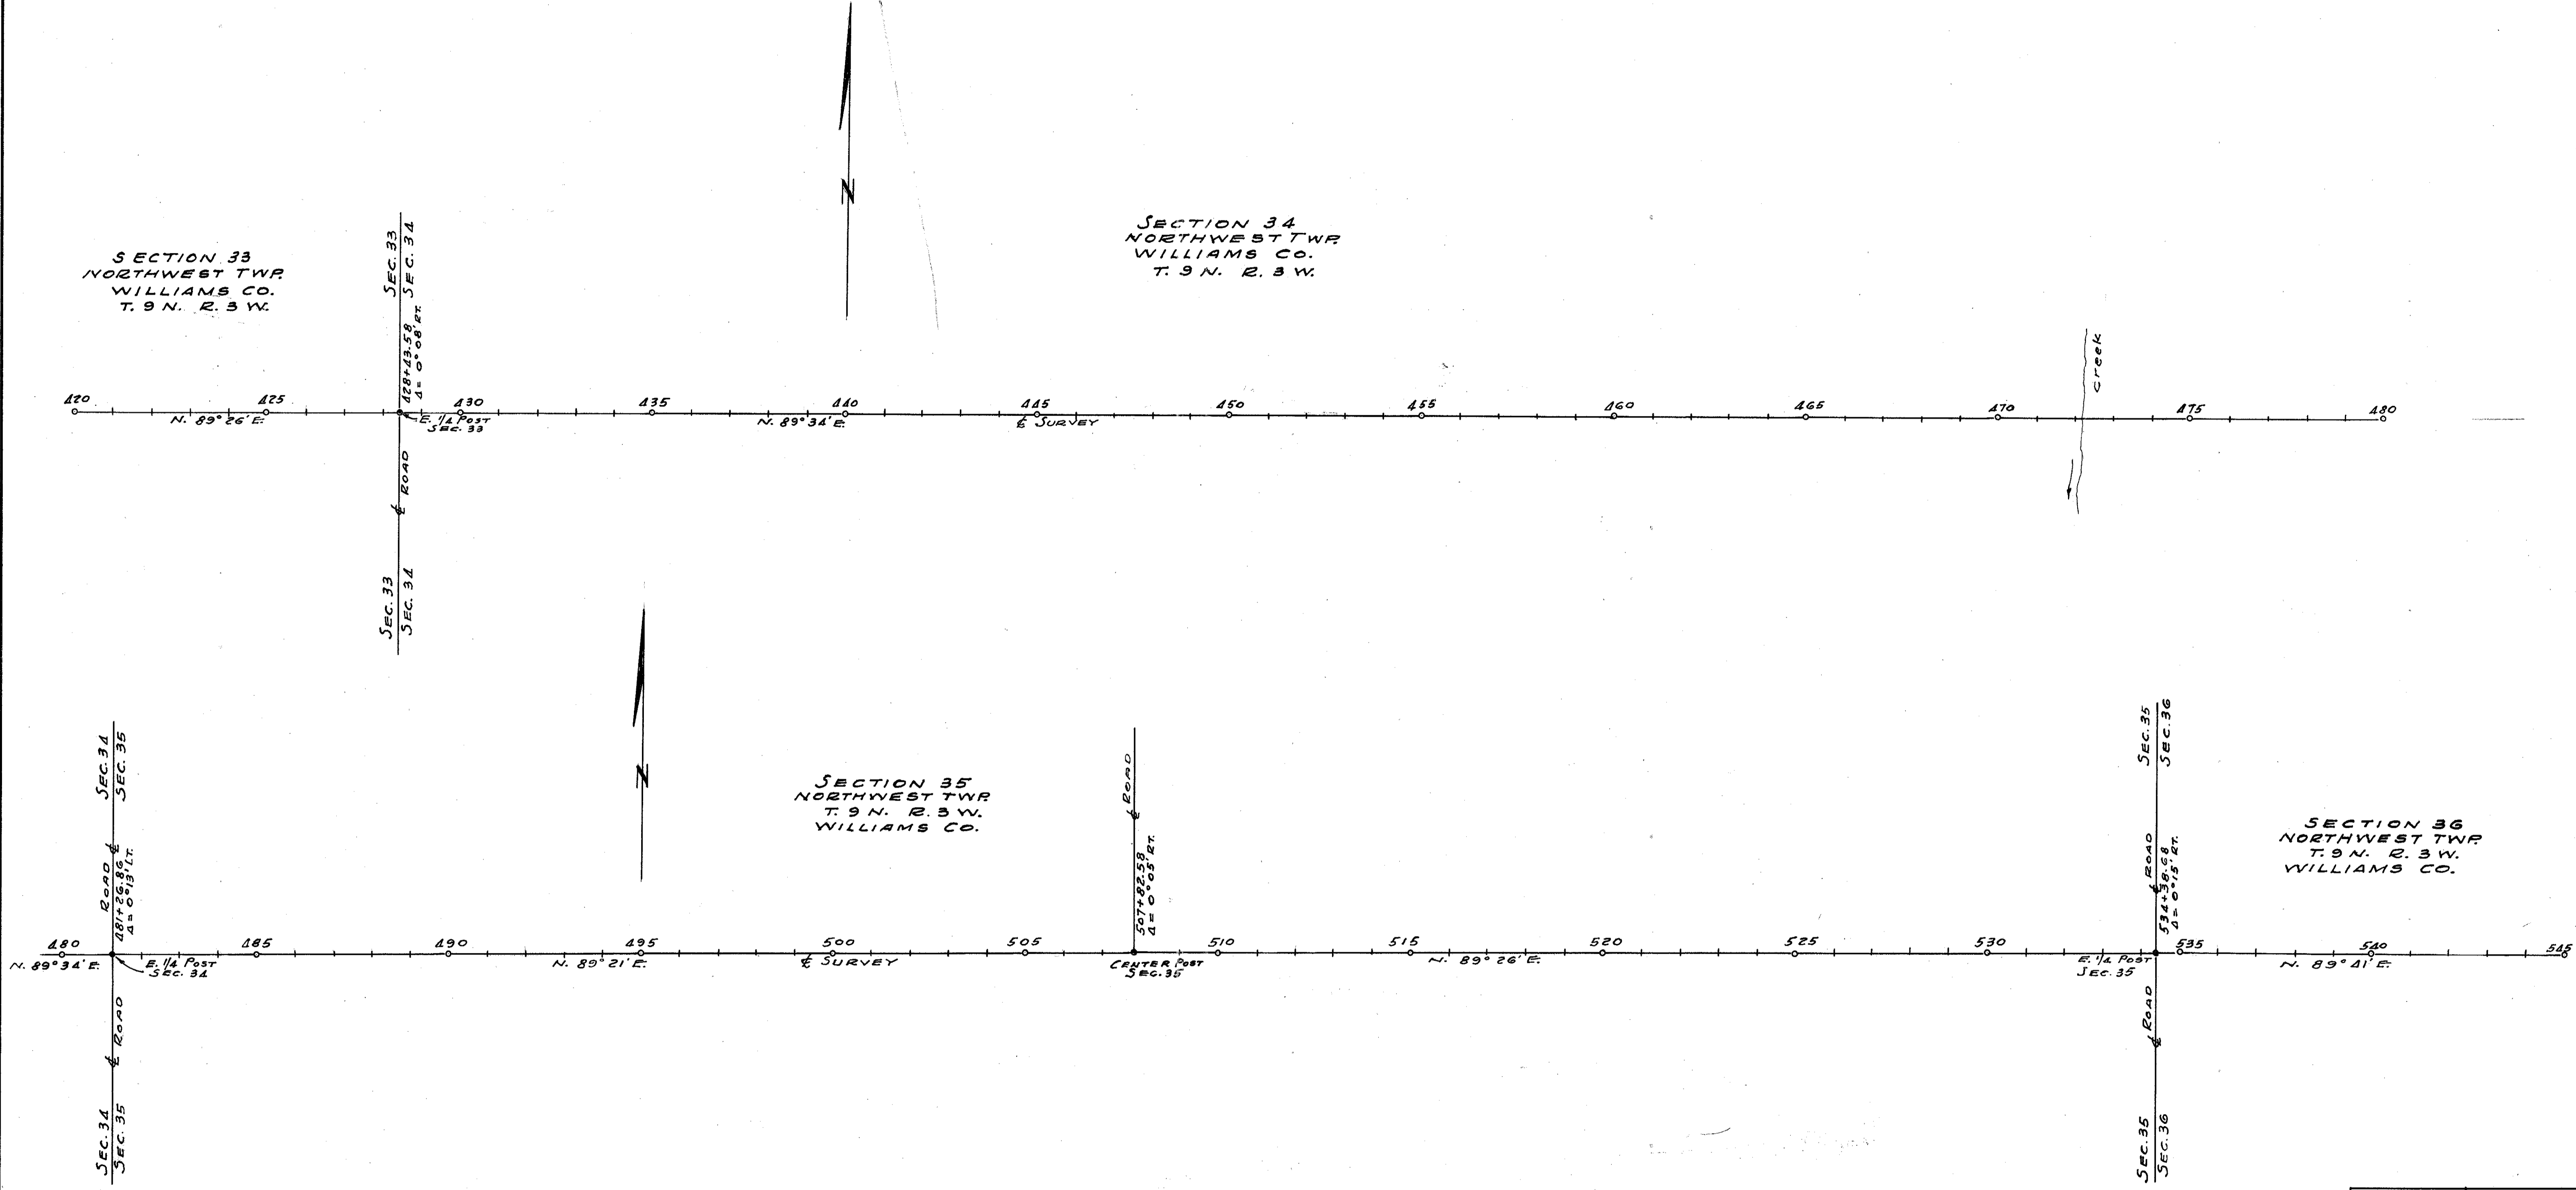 N
SECTION 33
NORTHWEST TWP.
WILLIAMS CO.
T. 9 N. R. 3 W.
SEC. 33
SEC. 34
428+43.58
Δ = 0° 08' RT.
SECTION 34
NORTHWEST TWP.
WILLIAMS CO.
T. 9 N. R. 3 W.
creek
420 425 430 435 440 445 450 455 460 465 470 475 480
N. 89° 26' E.
E. 1/4 POST
SEC. 33
N. 89° 34' E.
℄ SURVEY
℄ ROAD
SEC. 33
SEC. 34
N
SEC. 34
SEC. 35
ROAD ℄
481+26.86
Δ = 0° 13' LT.
SECTION 35
NORTHWEST TWP.
T. 9 N. R. 3 W.
WILLIAMS CO.
℄ ROAD
507+82.58
Δ = 0° 05' RT.
SEC. 35
SEC. 36
℄ ROAD
534+38.68
Δ = 0° 15' RT.
SECTION 36
NORTHWEST TWP.
T. 9 N. R. 3 W.
WILLIAMS CO.
480 485 490 495 500 505 510 515 520 525 530 535 540 545
N. 89° 34' E.
E. 1/4 POST
SEC. 34
N. 89° 21' E.
℄ SURVEY
CENTER POST
SEC. 35
N. 89° 26' E.
E. 1/4 POST
SEC. 35
N. 89° 41' E.
℄ ROAD
SEC. 34
SEC. 35
℄ ROAD
SEC. 35
SEC. 36